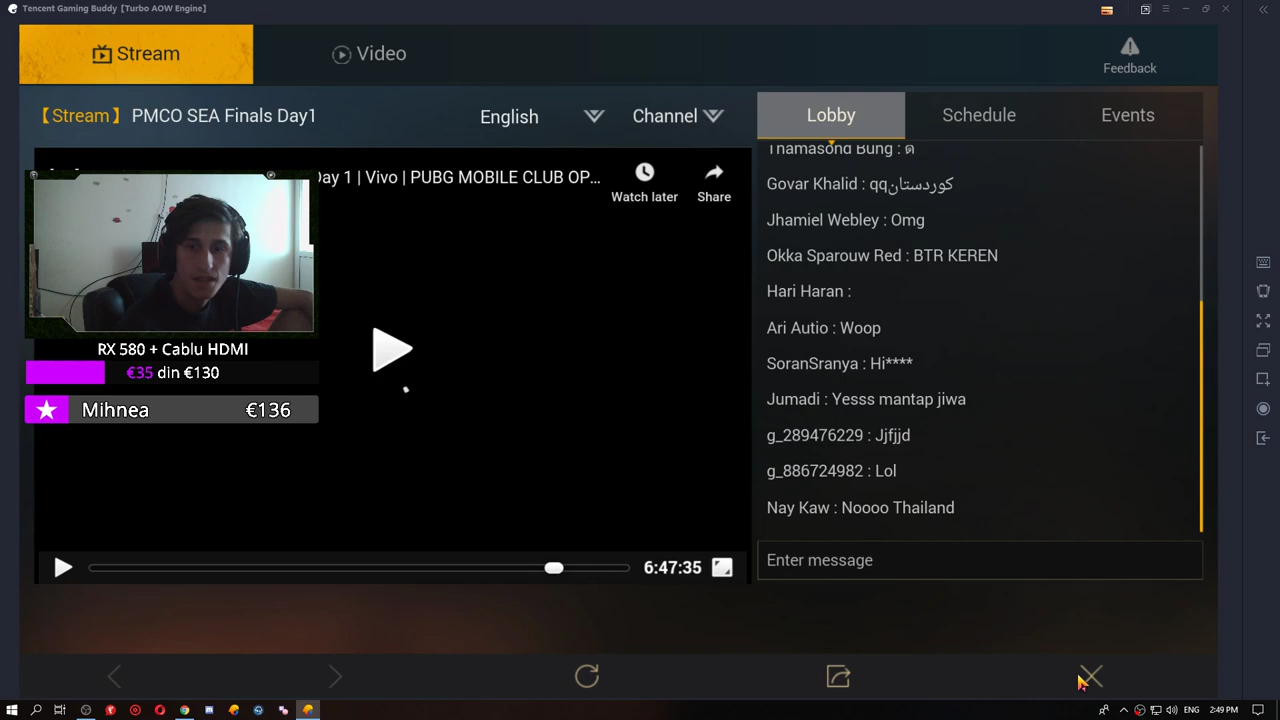 Tencent Gaming Buddy [Turbo AOW Engine]
Stream
Video
Feedback
【Stream】 PMCO SEA Finals Day1
English
Channel
Lobby
Schedule
Events
Day 1 | Vivo | PUBG MOBILE CLUB OP...
Watch later
Share
Thamasond Bung : ต
Govar Khalid : qqکوردستان
Jhamiel Webley : Omg
Okka Sparouw Red : BTR KEREN
Hari Haran :
Ari Autio : Woop
SoranSranya : Hi****
Jumadi : Yesss mantap jiwa
g_289476229 : Jjfjjd
g_886724982 : Lol
Nay Kaw : Noooo Thailand
RX 580 + Cablu HDMI
€35 din €130
Mihnea €136
6:47:35
Enter message
ENG
2:49 PM